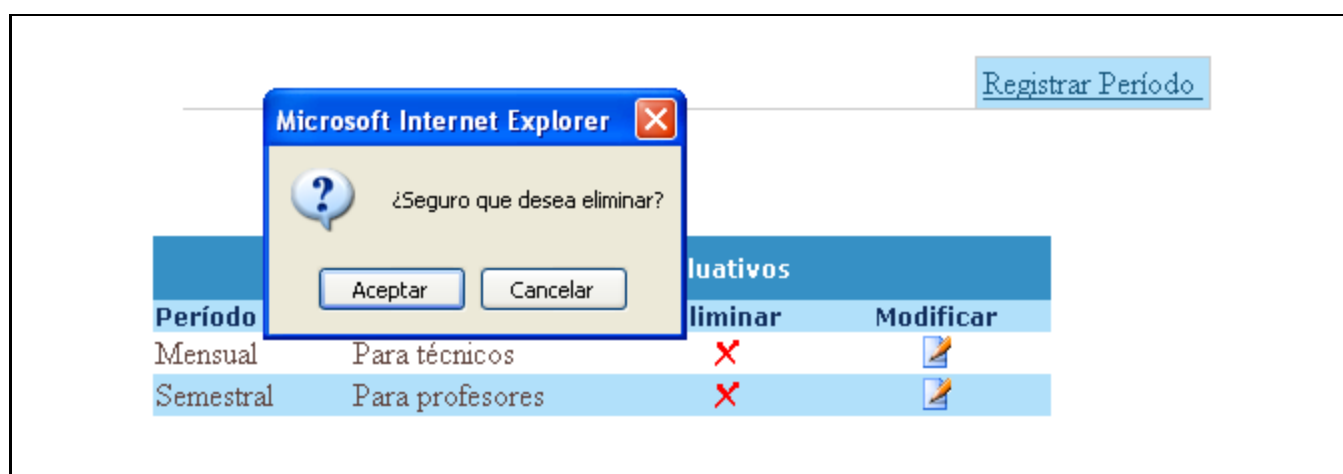 Registrar Período
Microsoft Internet Explorer
¿Seguro que desea eliminar?
Aceptar Cancelar
luativos
Período liminar Modificar
Mensual Para técnicos
Semestral Para profesores